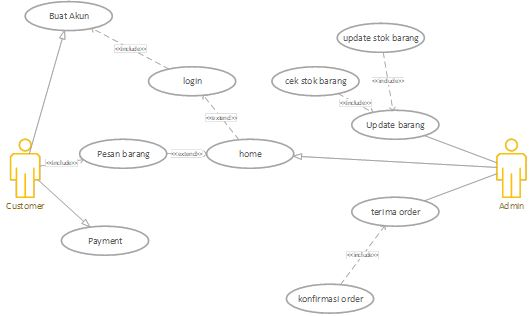 Buat Akun
update stok barang
<<include>>
login
cek stok barang
<<include>>
<<include>>
<<extend>>
Update barang
Customer
<<include>>
Pesan barang
<<extend>>
home
Admin
terima order
Payment
<<include>>
konfirmasi order